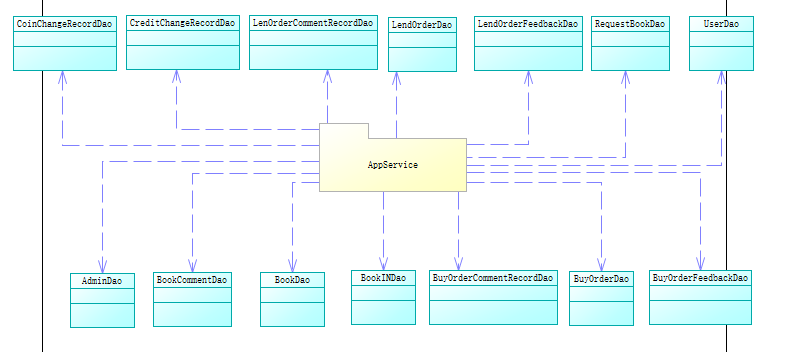 CoinChangeRecordDao
CreditChangeRecordDao
LenOrderCommentRecordDao
LendOrderDao
LendOrderFeedbackDao
RequestBookDao
UserDao
AppService
AdminDao
BookCommentDao
BookDao
BookINDao
BuyOrderCommentRecordDao
BuyOrderDao
BuyOrderFeedbackDao